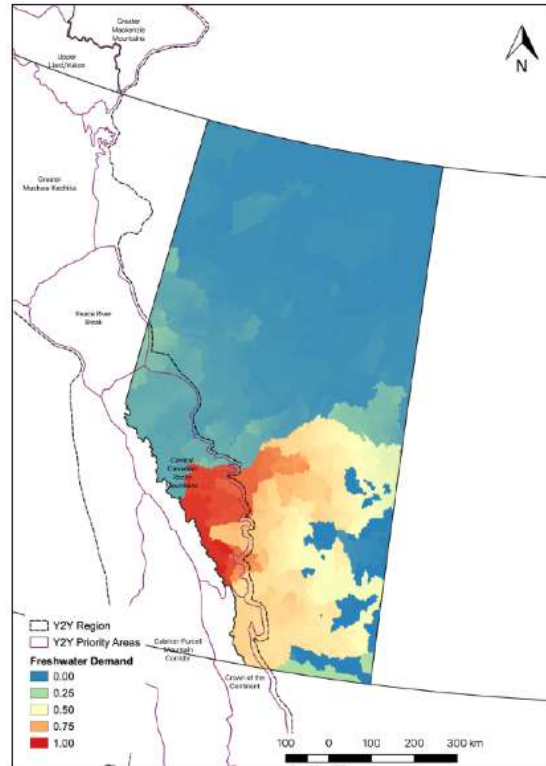 Greater
Mackenzie
Mountains
Upper
Liard/Yukon
N
Greater
Muskwa-Kechika
Peace River
Break
Central
Canadian
Rocky
Mountains
Y2Y Region
Y2Y Priority Areas
Freshwater Demand
0.00
0.25
0.50
0.75
1.00
Cabinet-Purcell
Mountain
Corridor
Crown of the
Continent
100 0 100 200 300 km